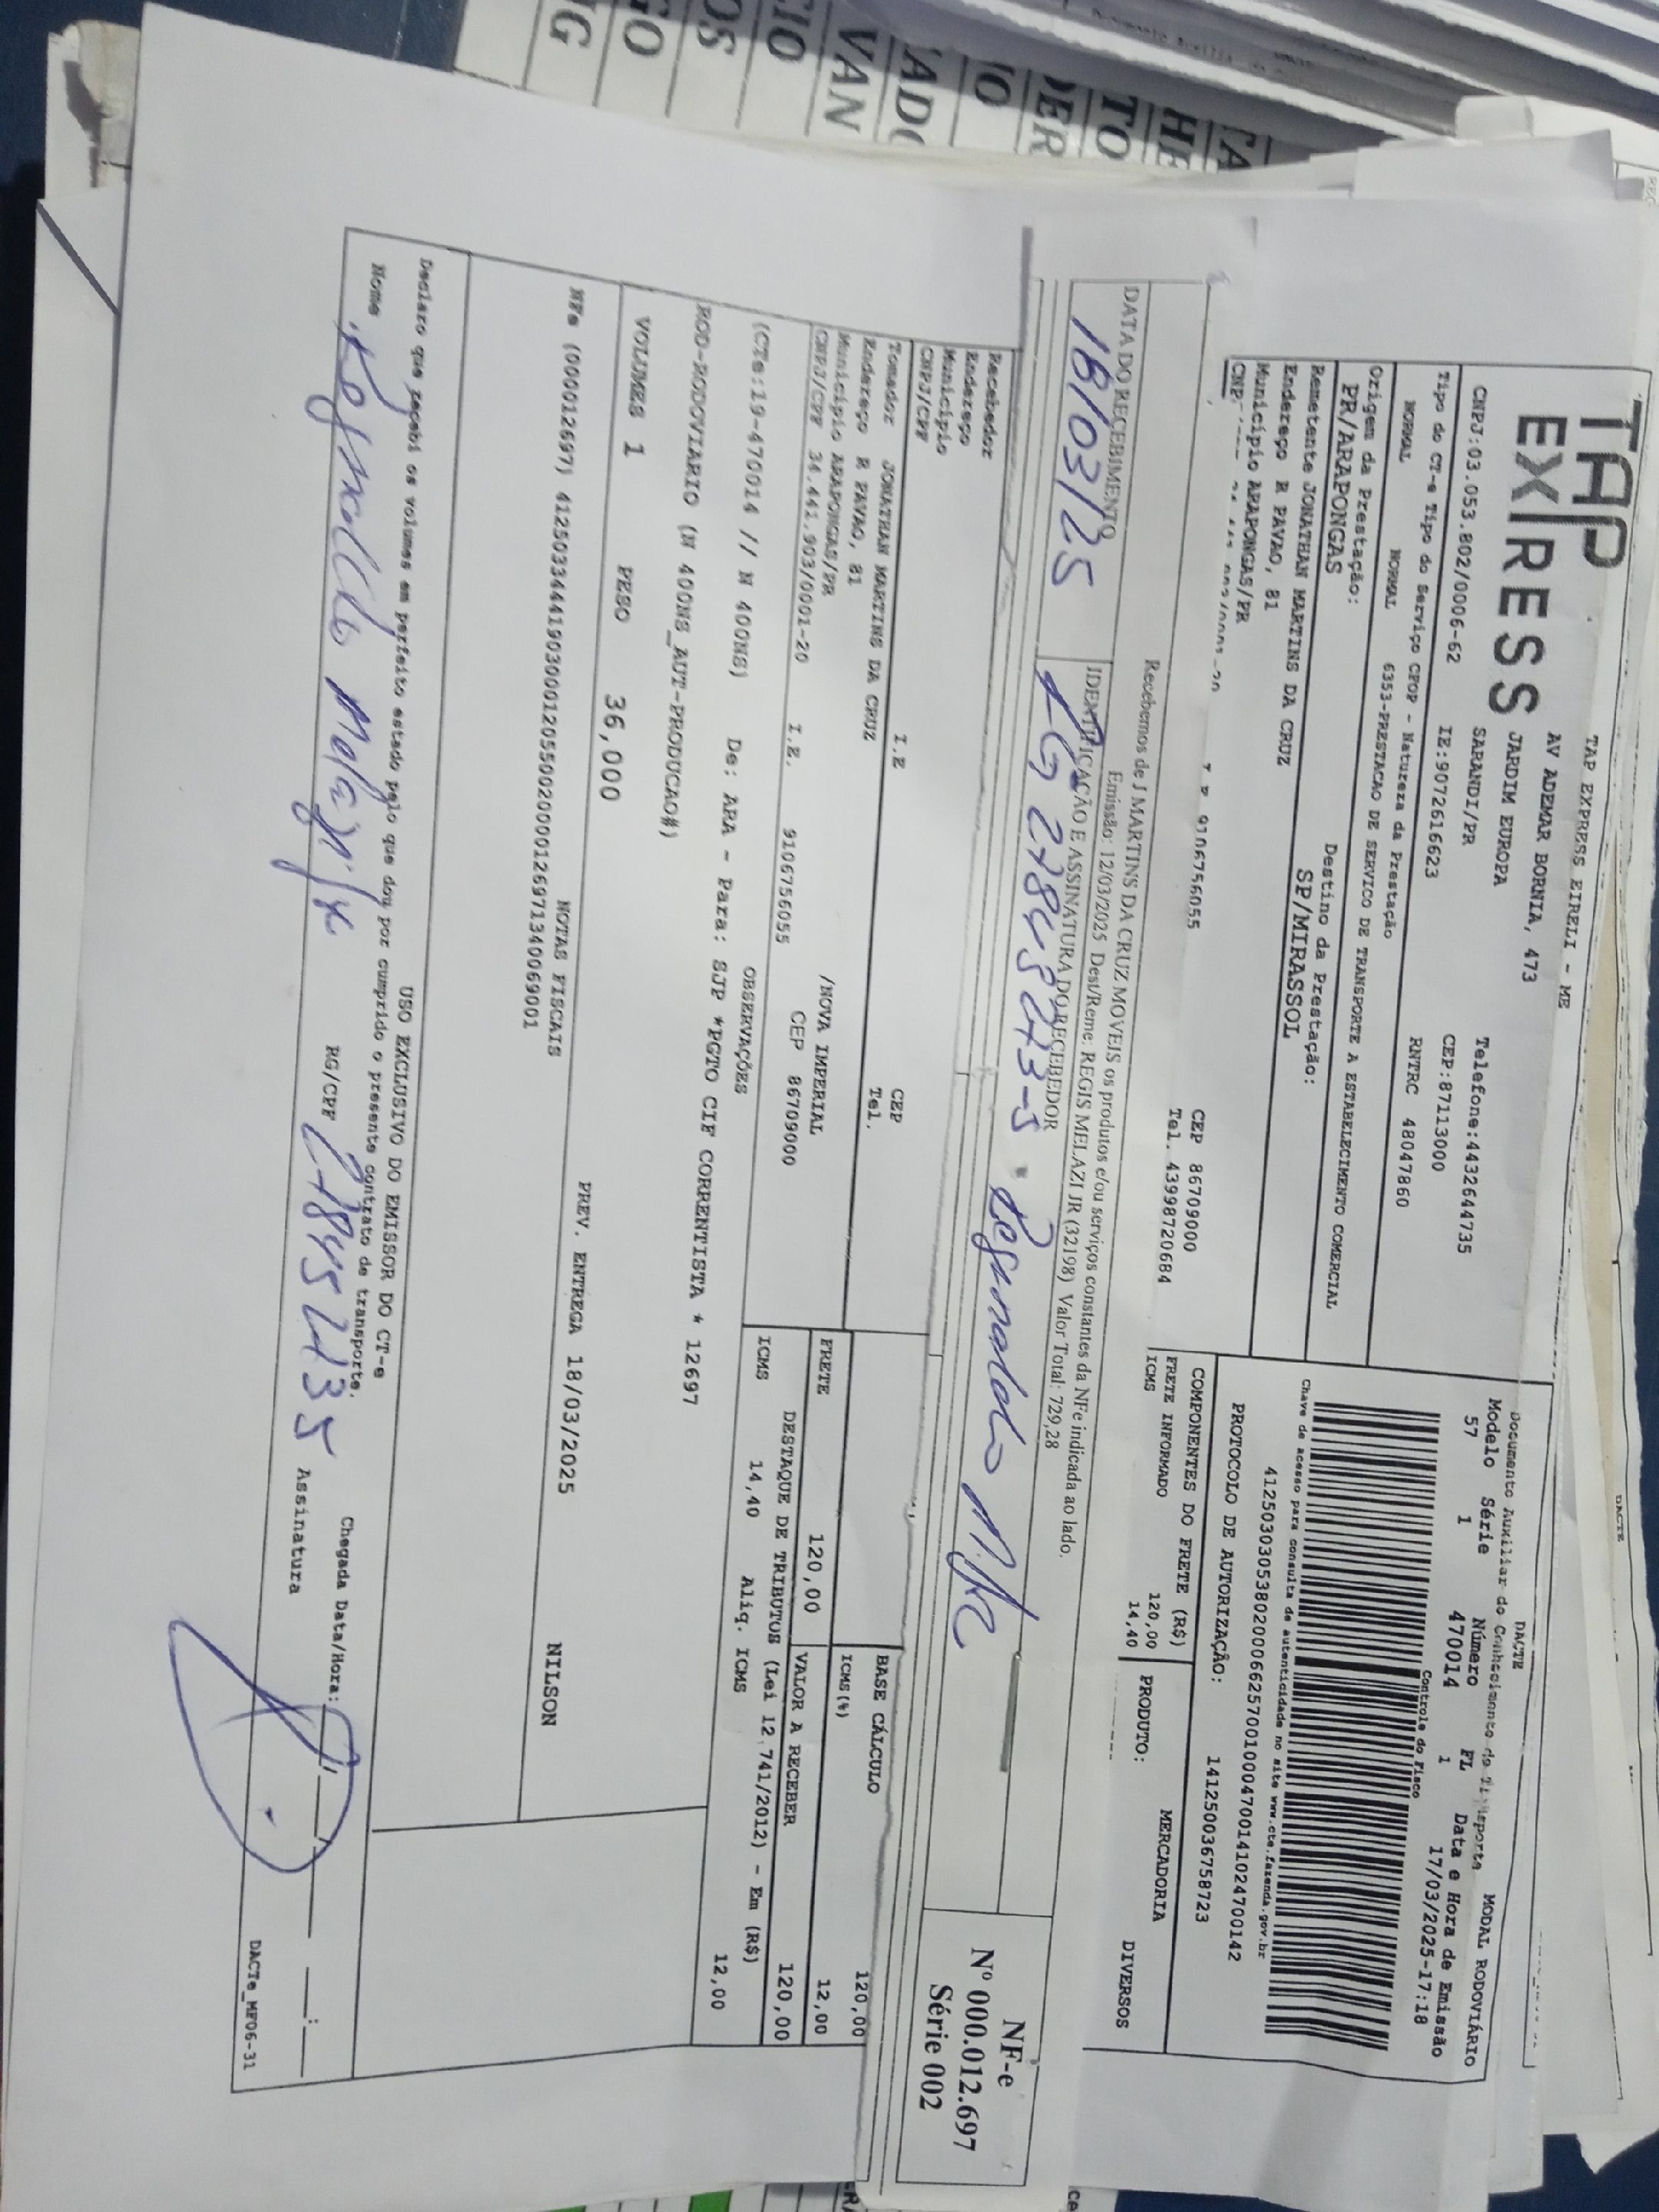 TAP
EXPRESS
TAP EXPRESS EIRELI - ME
AV ADEMAR BORNIA, 473
JARDIM EUROPA
SARANDI/PR
Telefone:4432644735
CEP:87113000
CNPJ:03.053.802/0006-62
IE:9072616623
RNTRC 48047860
Tipo do CT-e Tipo do Serviço CFOP - Natureza da Prestação
NORMAL NORMAL 6353-PRESTACAO DE SERVICO DE TRANSPORTE A ESTABELECIMENTO COMERCIAL
Origem da Prestação:
PR/ARAPONGAS
Destino da Prestação:
SP/MIRASSOL
Remetente JONATHAN MARTINS DA CRUZ
Endereço R PAVAO, 81
Município ARAPONGAS/PR
9106756055
CEP 86709000
Tel. 43998720684
DACTE
Documento Auxiliar do Conhecimento de Transporte
MODAL RODOVIÁRIO
Modelo Série Número FL Data e Hora de Emissão
57 1 470014 1 17/03/2025-17:18
Controle do Fisco
Chave de acesso para consulta de autenticidade no site www.cte.fazenda.gov.br
41250303053802000662570010004700141024700142
PROTOCOLO DE AUTORIZAÇÃO: 141250036758723
COMPONENTES DO FRETE (R$)
FRETE INFORMADO 120,00
ICMS 14,40
PRODUTO: MERCADORIA
DIVERSOS
Recebemos de J MARTINS DA CRUZ MOVEIS os produtos e/ou serviços constantes da NFe indicada ao lado.
Emissão: 12/03/2025 Dest/Reme: REGIS MELAZI JR (32198) Valor Total: 729,28
DATA DO RECEBIMENTO
18/03/25
IDENTIFICAÇÃO E ASSINATURA DO RECEBEDOR
NF-e
Nº 000.012.697
Série 002
Recebedor
Endereço
Município
CNPJ/CPF
I.E
CEP
Tel.
Tomador JONATHAN MARTINS DA CRUZ
Endereço R PAVAO, 81
Município ARAPONGAS/PR
/NOVA IMPERIAL
CNPJ/CPF 34.441.903/0001-20 I.E. 9106756055 CEP 86709000
BASE CÁLCULO 120,00
ICMS(%) 12,00
FRETE 120,00
VALOR A RECEBER 120,00
DESTAQUE DE TRIBUTOS (Lei 12.741/2012) - Em (R$)
ICMS 14,40 Aliq. ICMS 12,00
OBSERVAÇÕES
(CTe:19-470014 // N 400NS) De: ARA - Para: SJP *PGTO CIF CORRENTISTA * 12697
ROD-RODOVIARIO (N 400NS_AUT-PRODUCAO#)
VOLUMES 1 PESO 36,000
PREV. ENTREGA 18/03/2025
NILSON
NOTAS FISCAIS
NFe (000012697) 41250334441903000120550020000126971340069001
USO EXCLUSIVO DO EMISSOR DO CT-e
Declaro que recebi os volumes em perfeito estado pelo que dou por cumprido o presente contrato de transporte.
Chegada Data/Hora:
Nome
RG/CPF
Assinatura
DACTe_MF06-31